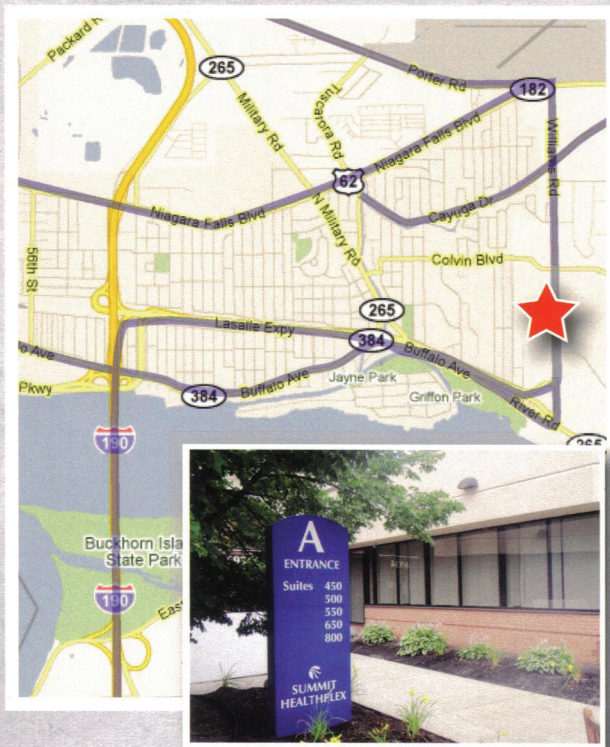 Packard R
265
Porter Rd
182
Military Rd
Tuscarora Rd
Niagara Falls Blvd
Williams Rd
62
Niagara Falls Blvd
N Military Rd
Cayuga Dr
56th St
Colvin Blvd
265
Lasalle Expy
384
lo Ave
Buffalo Ave
Jayne Park
Pkwy
384
Buffalo Ave
Griffon Park
River Rd
265
190
Buckhorn Isla
State Park
190
Eas
A
ENTRANCE
Suites 450
500
550
650
800
SUMMIT
HEALTHPLEX